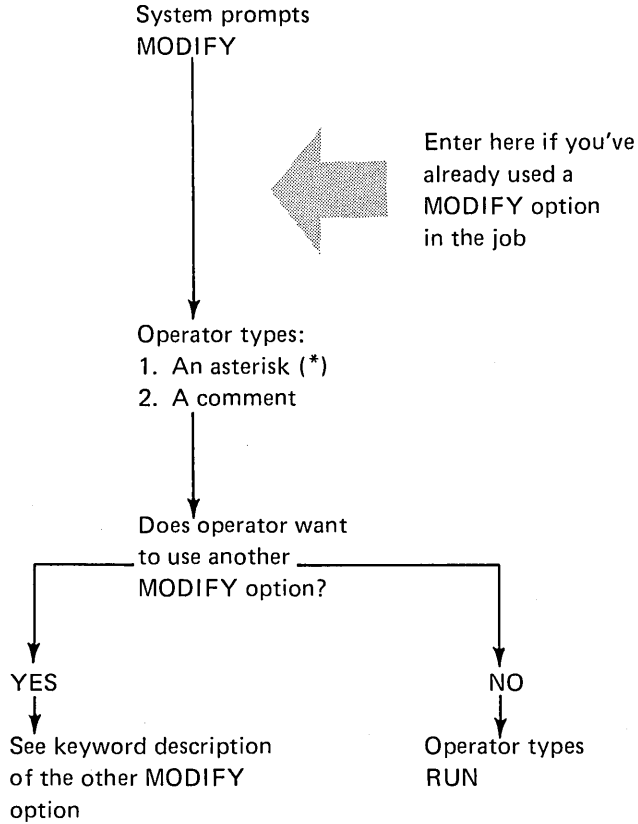 System prompts
MODIFY
Enter here if you've
already used a
MODIFY option
in the job
Operator types:
1. An asterisk (*)
2. A comment
Does operator want
to use another
MODIFY option?
YES
NO
See keyword description
of the other MODIFY
option
Operator types
RUN